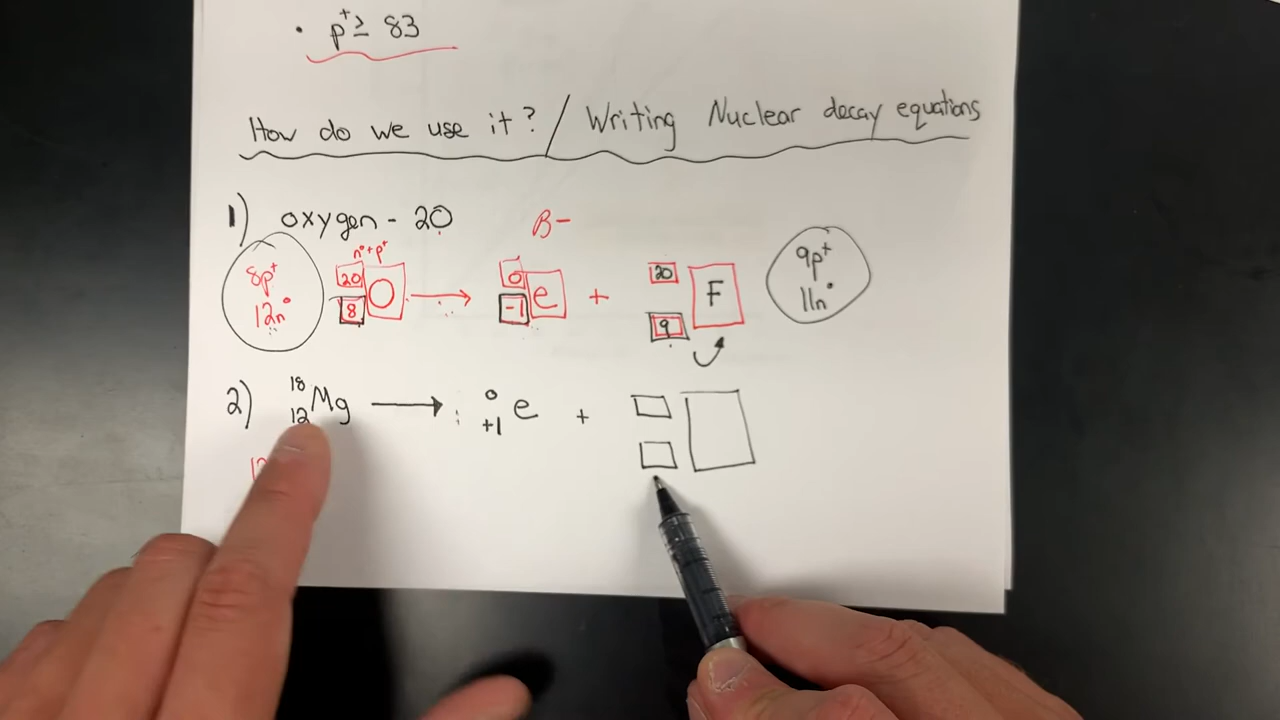 • p⁺ ≥ 83
How do we use it? / Writing Nuclear decay equations
1) oxygen - 20 B-
8p⁺ n°+p⁺ 9p⁺
12n° 20 O → 0 e + 20 F 11n°
8 -1 9
2) 18 Mg → 0 e +
12 +1